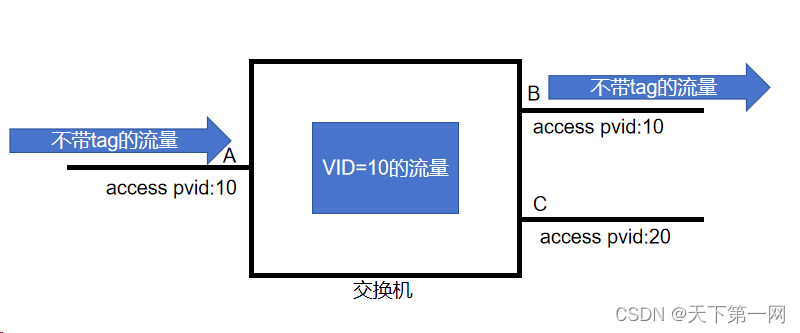 不带tag的流量
B
不带tag的流量
A
access pvid:10
access pvid:10
VID=10的流量
C
access pvid:20
交换机
CSDN @天下第一网